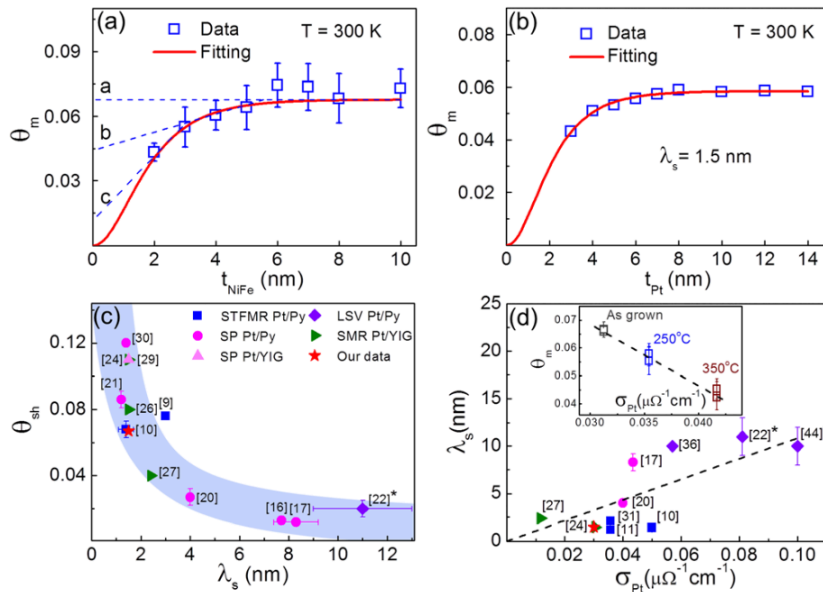 (a)
Data
Fitting
T = 300 K
θm
0.09
0.06
0.03
a
b
c
0 2 4 6 8 10
tNiFe(nm)
(b)
Data
Fitting
T = 300 K
θm
0.08
0.06
0.04
0.02
0.00
λs = 1.5 nm
0 2 4 6 8 10 12 14
tPt(nm)
(c)
STFMR Pt/Py
SP Pt/Py
SP Pt/YIG
LSV Pt/Py
SMR Pt/YIG
Our data
θsh
0.12
0.08
0.04
[30]
[24]
[29]
[21]
[26]
[9]
[10]
[27]
[20]
[16]
[17]
[22]*
0 2 4 6 8 10 12
λs(nm)
(d)
λs(nm)
25
20
15
10
5
0
As grown
250°C
350°C
θm
0.07
0.06
0.05
0.04
0.030 0.035 0.040
σPt(μΩ-1cm-1)
[36]
[22]*
[44]
[17]
[20]
[27]
[24]
[31]
[11]
[10]
0.02 0.04 0.06 0.08 0.10
σPt(μΩ-1cm-1)